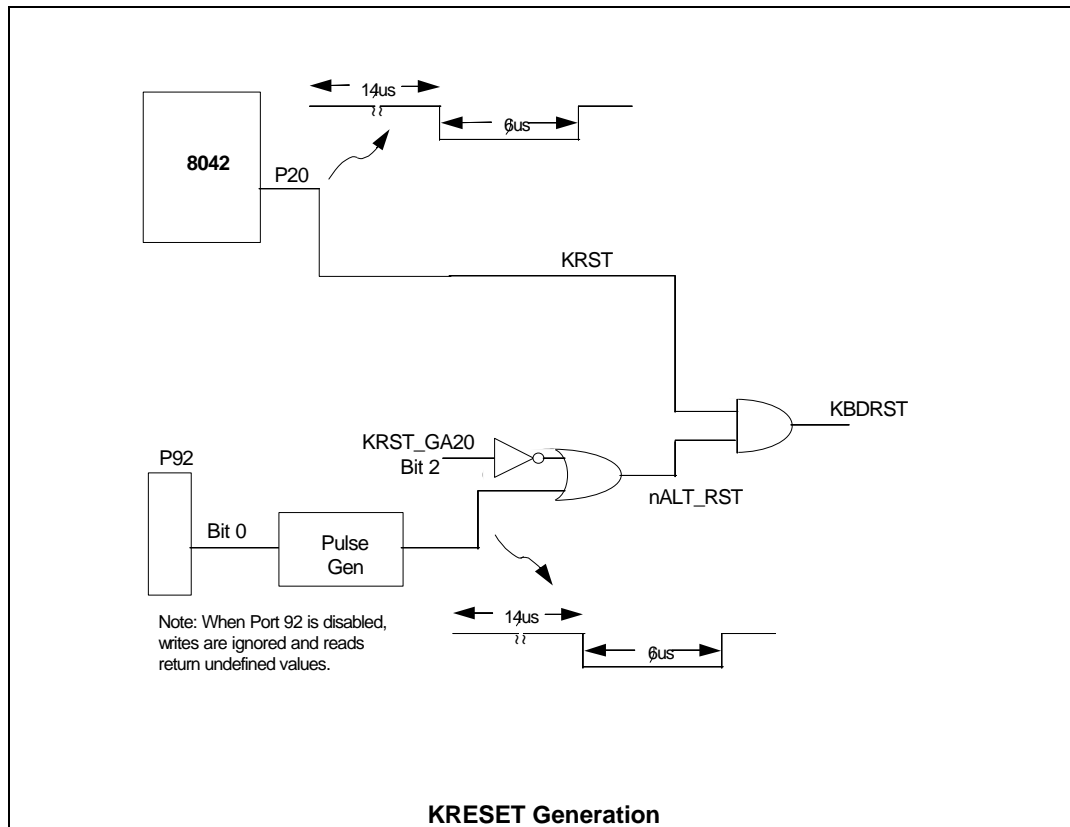 14us
6us
8042
P20
KRST
KBDRST
KRST_GA20
Bit 2
nALT_RST
P92
Bit 0
Pulse
Gen
14us
6us
Note: When Port 92 is disabled,
writes are ignored and reads
return undefined values.
KRESET Generation